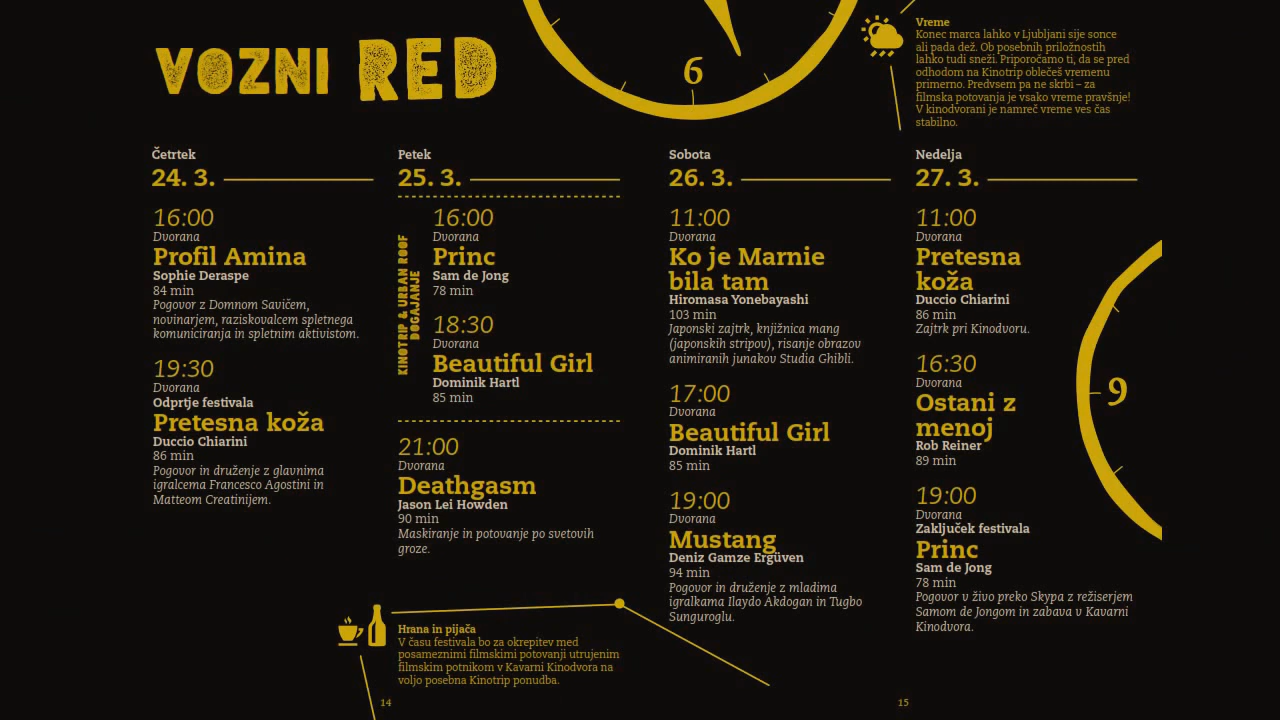 VOZNI RED
6
Vreme
Konec marca lahko v Ljubljani sije sonce
ali pada dež. Ob posebnih priložnostih
lahko tudi sneži. Priporočamo ti, da se pred
odhodom na Kinotrip oblečeš vremenu
primerno. Predvsem pa ne skrbi – za
filmska potovanja je vsako vreme pravšnje!
V kinodvorani je namreč vreme ves čas
stabilno.
Četrtek
24. 3.
16:00
Dvorana
Profil Amina
Sophie Deraspe
84 min
Pogovor z Domnom Savičem,
novinarjem, raziskovalcem spletnega
komuniciranja in spletnim aktivistom.
19:30
Dvorana
Odprtje festivala
Pretesna koža
Duccio Chiarini
86 min
Pogovor in druženje z glavnima
igralcema Francesco Agostini in
Matteom Creatinijem.
Petek
25. 3.
KINOTRIP & URBAN ROOF
DOGAJANJE
16:00
Dvorana
Princ
Sam de Jong
78 min
18:30
Dvorana
Beautiful Girl
Dominik Hartl
85 min
21:00
Dvorana
Deathgasm
Jason Lei Howden
90 min
Maskiranje in potovanje po svetovih
groze.
Sobota
26. 3.
11:00
Dvorana
Ko je Marnie
bila tam
Hiromasa Yonebayashi
103 min
Japonski zajtrk, knjižnica mang
(japonskih stripov), risanje obrazov
animiranih junakov Studia Ghibli.
17:00
Dvorana
Beautiful Girl
Dominik Hartl
85 min
19:00
Dvorana
Mustang
Deniz Gamze Ergüven
94 min
Pogovor in druženje z mladima
igralkama Ilaydo Akdogan in Tugbo
Sunguroglu.
Nedelja
27. 3.
11:00
Dvorana
Pretesna
koža
Duccio Chiarini
86 min
Zajtrk pri Kinodvoru.
16:30
Dvorana
Ostani z
menoj
Rob Reiner
89 min
19:00
Dvorana
Zaključek festivala
Princ
Sam de Jong
78 min
Pogovor v živo preko Skypa z režiserjem
Samom de Jongom in zabava v Kavarni
Kinodvora.
9
Hrana in pijača
V času festivala bo za okrepitev med
posameznimi filmskimi potovanji utrujenim
filmskim potnikom v Kavarni Kinodvora na
voljo posebna Kinotrip ponudba.
14
15